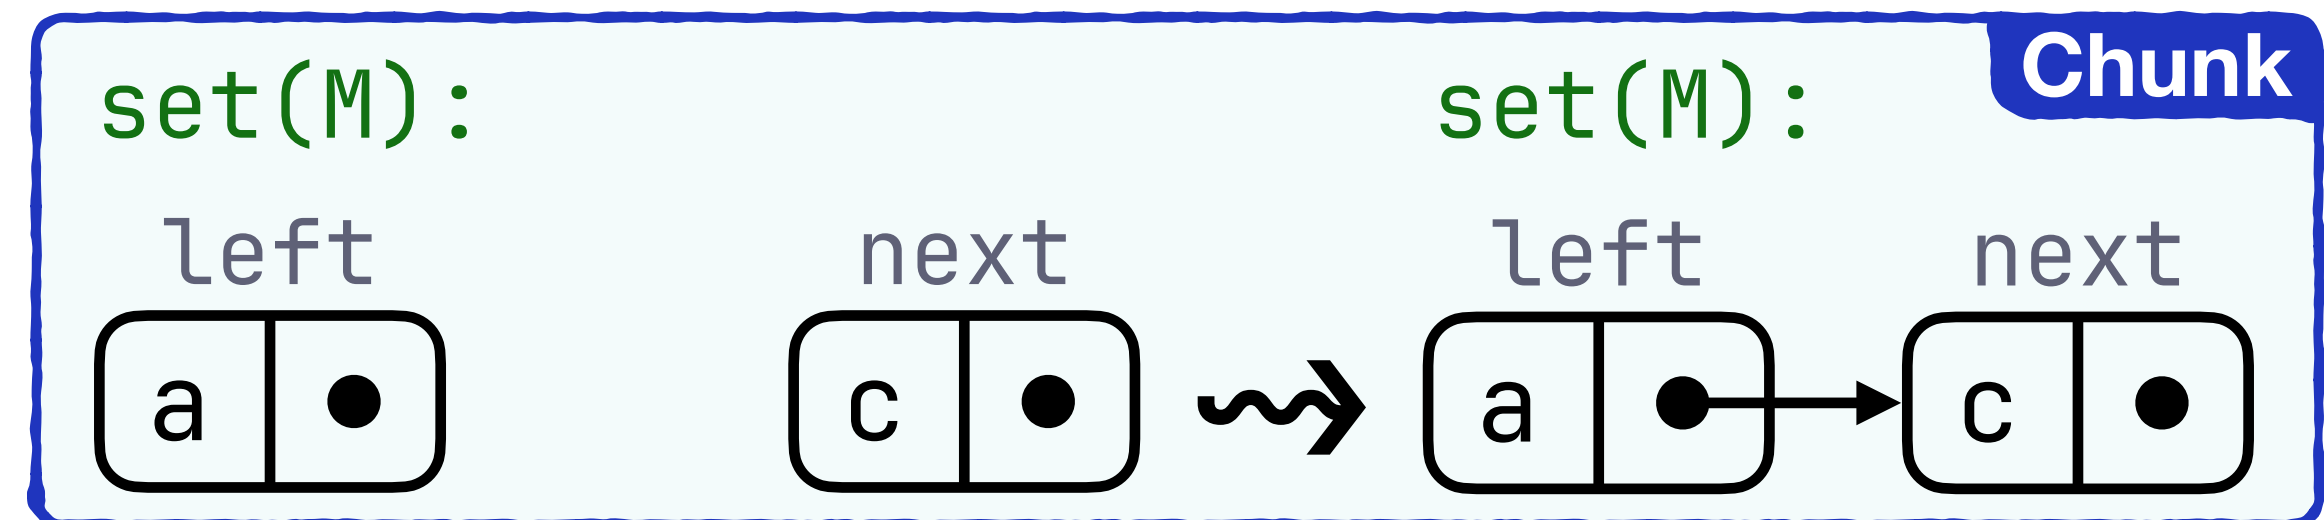 Chunk
set(M): set(M):
left next left next
a c a c